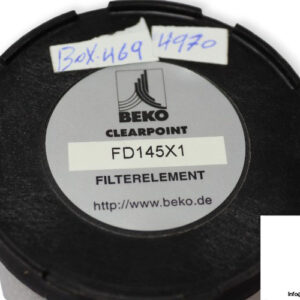 BOX.469 4970
BEKO
CLEARPOINT
FD145X1
FILTERELEMENT
http://www.beko.de